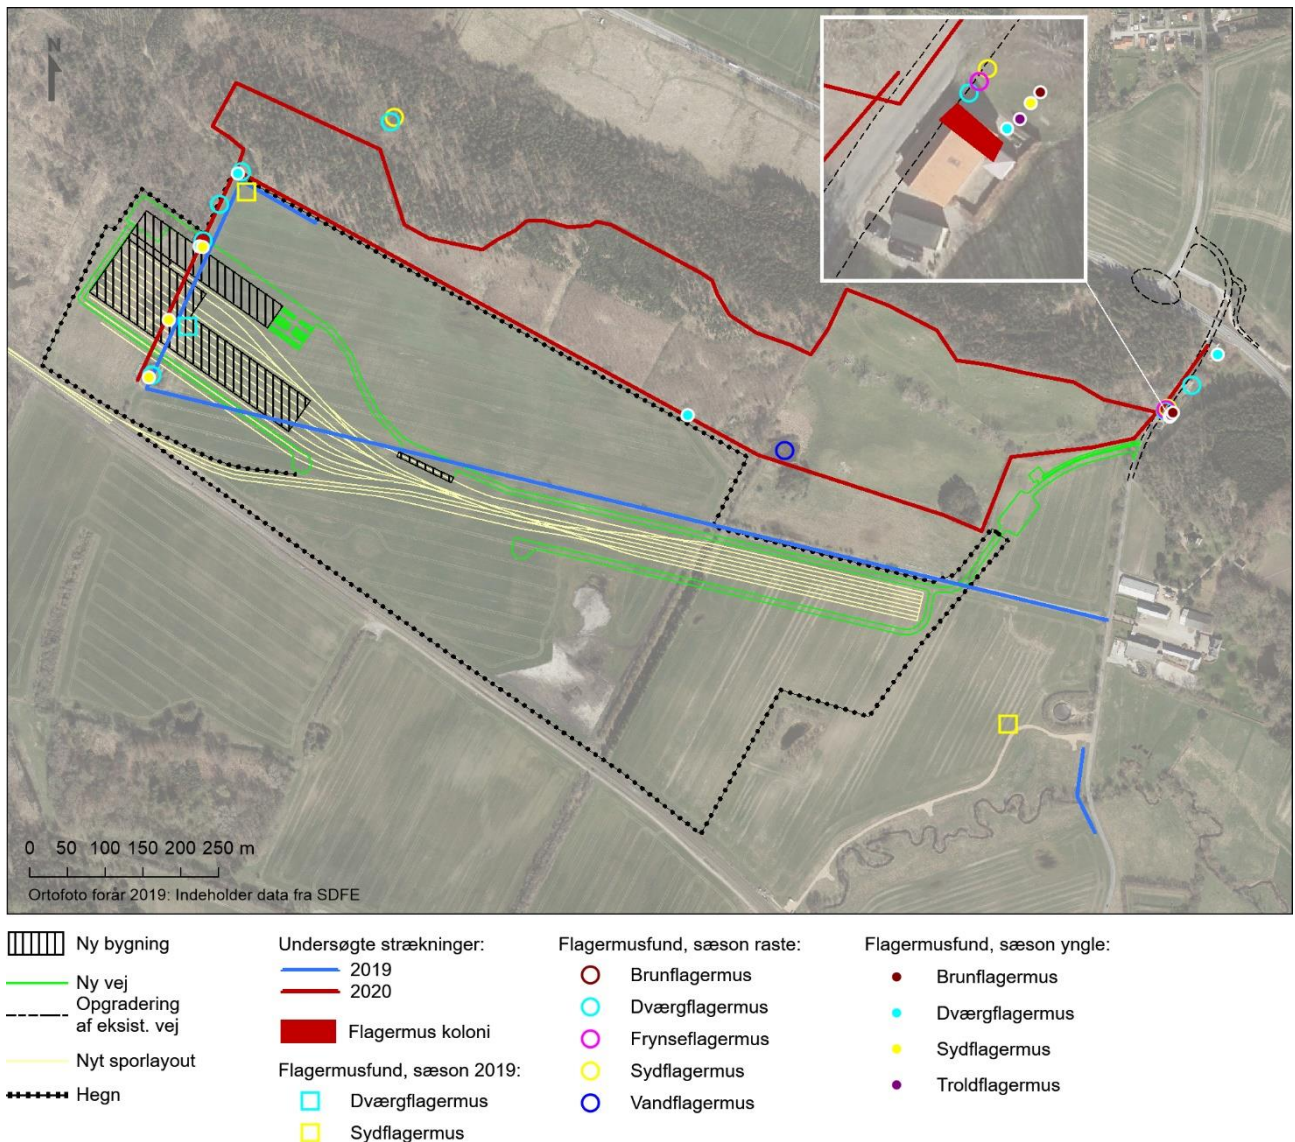 N
0 50 100 150 200 250 m
Ortofoto forår 2019: Indeholder data fra SDFE
Ny bygning
Ny vej
Opgradering
af eksist. vej
Nyt sporlayout
Hegn
Undersøgte strækninger:
2019
2020
Flagermus koloni
Flagermusfund, sæson 2019:
Dværgflagermus
Sydflagermus
Flagermusfund, sæson raste:
Brunflagermus
Dværgflagermus
Frynseflagermus
Sydflagermus
Vandflagermus
Flagermusfund, sæson yngle:
Brunflagermus
Dværgflagermus
Sydflagermus
Troldflagermus